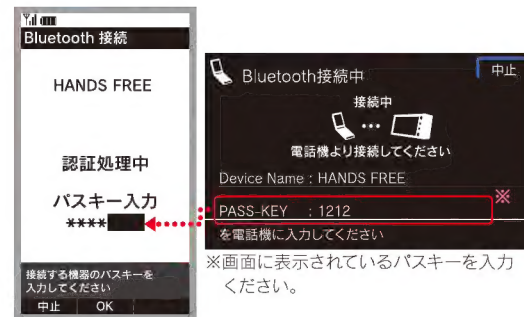 Bluetooth 接続
HANDS FREE
認証処理中
パスキー入力
****
接続する機器のパスキーを
入力してください
中止 OK
Bluetooth接続中
中止
接続中
電話機より接続してください
Device Name : HANDS FREE
※
PASS-KEY : 1212
を電話機に入力してください
※画面に表示されているパスキーを入力
ください。